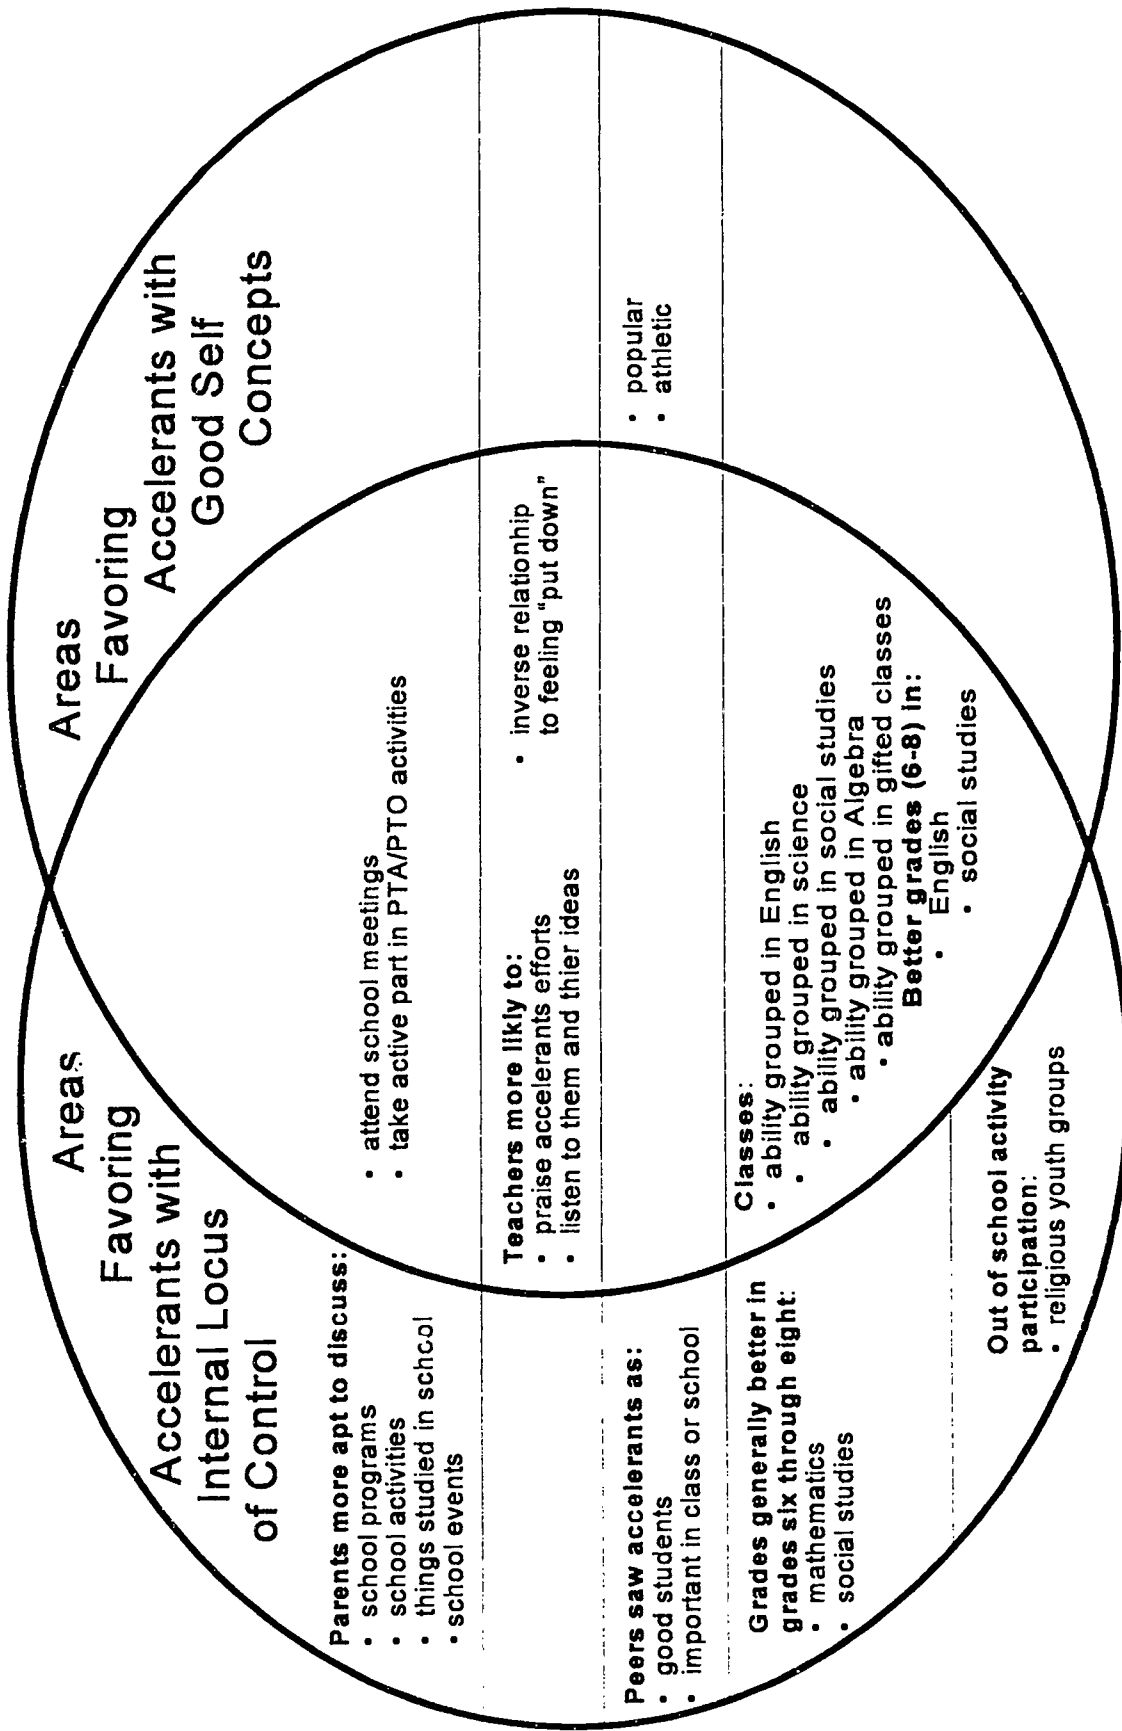 Areas
Favoring
Accelerants with
Internal Locus
of Control
Areas
Favoring
Accelerants with
Good Self
Concepts
Parents more apt to discuss:
• school programs
• school activities
• things studied in school
• school events
• attend school meetings
• take active part in PTA/PTO activities
Teachers more likly to:
• praise accelerants efforts
• listen to them and thier ideas
• inverse relationhip
to feeling “put down”
Peers saw accelerants as:
• good students
• important in class or school
• popular
• athletic
Grades generally better in
grades six through eight:
• mathematics
• social studies
Classes:
• ability grouped in English
• ability grouped in science
• ability grouped in social studies
• ability grouped in Algebra
• ability grouped in gifted classes
Better grades (6-8) in:
• English
• social studies
Out of school activity
participation:
• religious youth groups